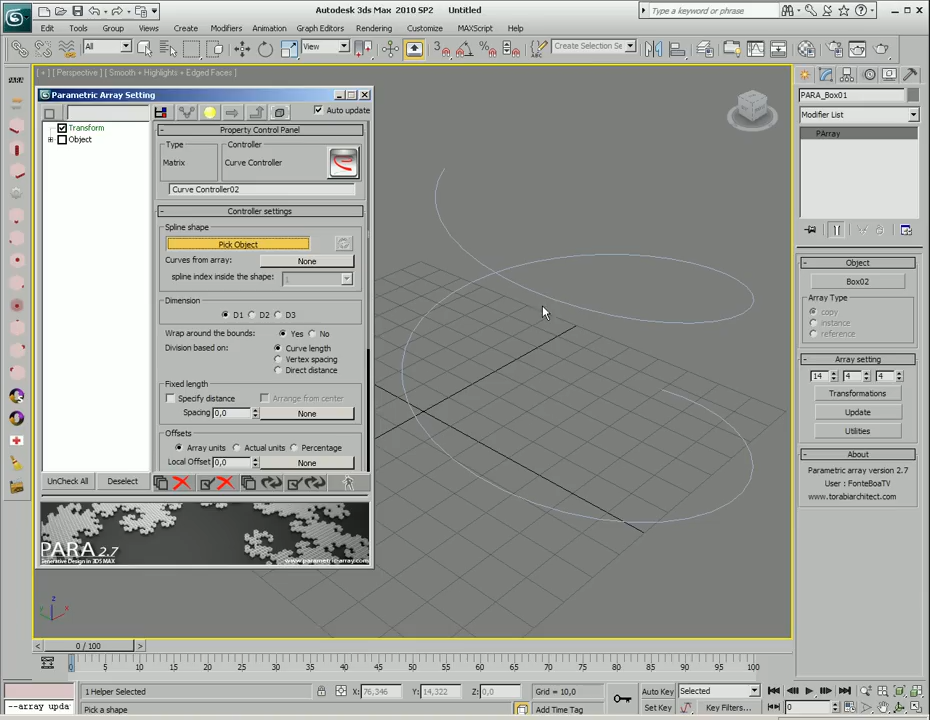 Autodesk 3ds Max 2010 SP2 Untitled
Type a keyword or phrase
Edit Tools Group Views Create Modifiers Animation Graph Editors Rendering Customize MAXScript Help
All
View
Create Selection Se
[ + ] [ Perspective ] [ Smooth + Highlights + Edged Faces ]
Parametric Array Setting
Auto update
Transform
Object
Property Control Panel
Type
Matrix
Controller
Curve Controller
Curve Controller02
Controller settings
Spline shape
Pick Object
Curves from array:
None
spline index inside the shape:
1
Dimension
D1 D2 D3
Wrap around the bounds: Yes No
Division based on: Curve length
Vertex spacing
Direct distance
Fixed length
Specify distance Arrange from center
Spacing 0,0 None
Offsets
Array units Actual units Percentage
Local Offset 0,0 None
UnCheck All Deselect
PARA 2.7
Generative Design in 3DS MAX
www.parametric-array.com
PARA
PARA_Box01
Modifier List
PArray
Object
Box02
Array Type
copy
instance
reference
Array setting
14 4 4
Transformations
Update
Utilities
About
Parametric array version 2.7
User : FonteBoaTV
www.torabiarchitect.com
z
x
0 / 100
0 5 10 15 20 25 30 35 40 45 50 55 60 65 70 75 80 85 90 95 100
1 Helper Selected
X: 76,346 Y: 14,322 Z: 0,0
Grid = 10,0
Auto Key Selected
--array upda
Pick a shape
Add Time Tag
Set Key Key Filters...
0